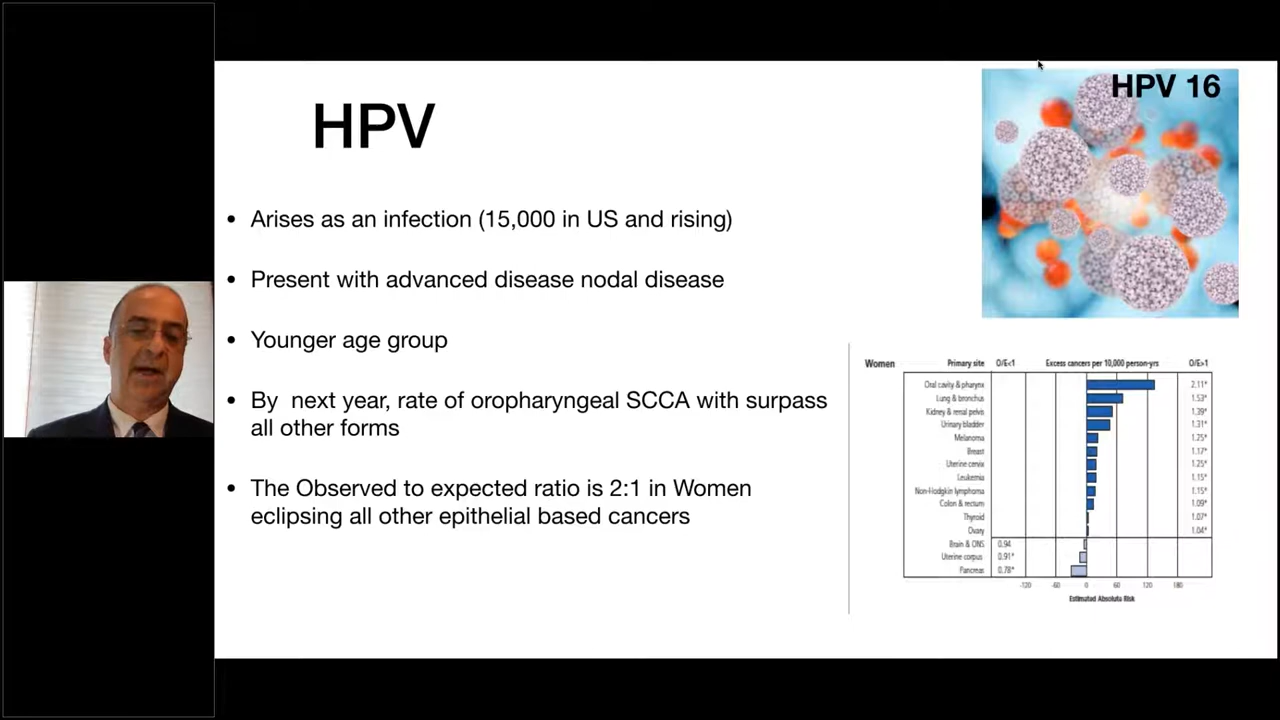 HPV 16
HPV
• Arises as an infection (15,000 in US and rising)
• Present with advanced disease nodal disease
• Younger age group
• By next year, rate of oropharyngeal SCCA with surpass
all other forms
• The Observed to expected ratio is 2:1 in Women
eclipsing all other epithelial based cancers
Women Primary site O/E<1 Excess cancers per 10,000 person-yrs O/E>1
Oral cavity & pharynx 2.11*
Lung & bronchus 1.53*
Kidney & renal pelvis 1.39*
Urinary bladder 1.31*
Melanoma 1.25*
Breast 1.17*
Uterine cervix 1.25*
Leukemia 1.15*
Non-Hodgkin lymphoma 1.15*
Colon & rectum 1.09*
Thyroid 1.07*
Ovary 1.04*
Brain & ONS 0.94
Uterine corpus 0.91*
Pancreas 0.78*
-120 -60 0 60 120 180
Estimated Absolute Risk